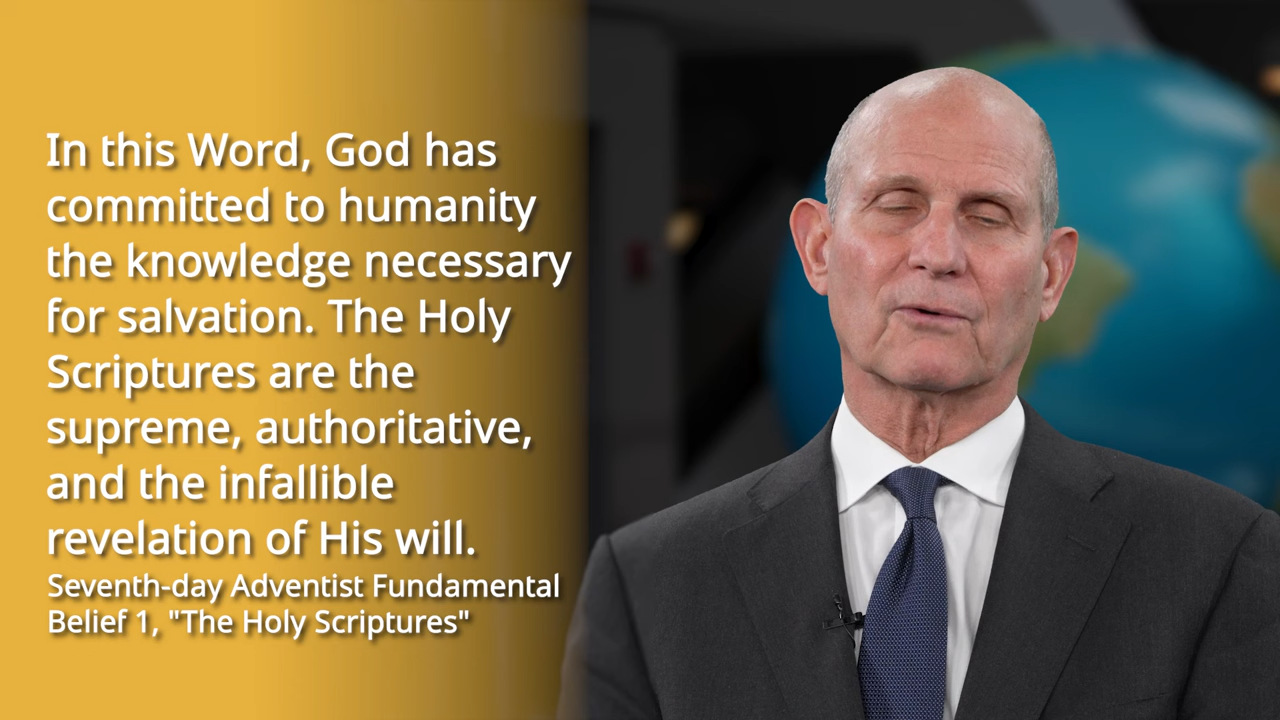 In this Word, God has
committed to humanity
the knowledge necessary
for salvation. The Holy
Scriptures are the
supreme, authoritative,
and the infallible
revelation of His will.
Seventh-day Adventist Fundamental
Belief 1, "The Holy Scriptures"